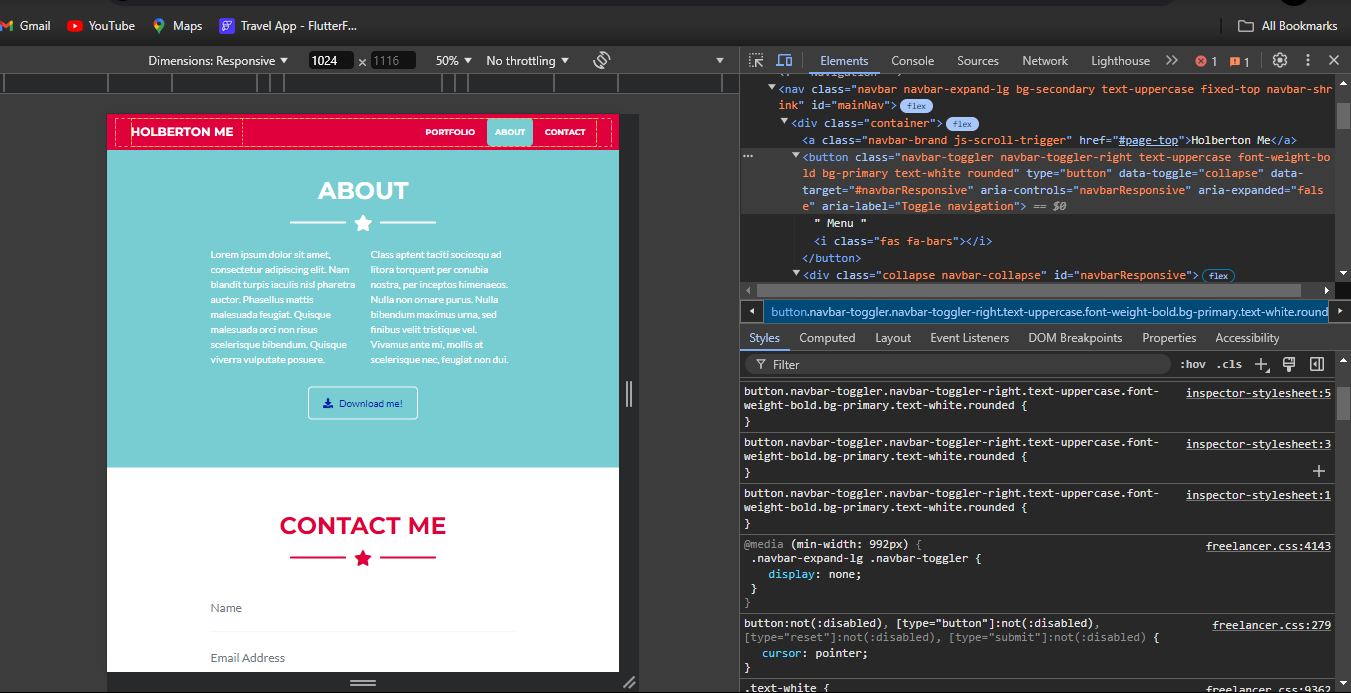 Gmail YouTube Maps Travel App - FlutterF... All Bookmarks
Dimensions: Responsive 1024 x 1116 50% No throttling
Elements Console Sources Network Lighthouse 1 1
<nav class="navbar navbar-expand-lg bg-secondary text-uppercase fixed-top navbar-shr
ink" id="mainNav"> flex
<div class="container"> flex
<a class="navbar-brand js-scroll-trigger" href="#page-top">Holberton Me</a>
<button class="navbar-toggler navbar-toggler-right text-uppercase font-weight-bo
ld bg-primary text-white rounded" type="button" data-toggle="collapse" data-
target="#navbarResponsive" aria-controls="navbarResponsive" aria-expanded="fals
e" aria-label="Toggle navigation"> == $0
" Menu "
<i class="fas fa-bars"></i>
</button>
<div class="collapse navbar-collapse" id="navbarResponsive"> flex
button.navbar-toggler.navbar-toggler-right.text-uppercase.font-weight-bold.bg-primary.text-white.round
Styles Computed Layout Event Listeners DOM Breakpoints Properties Accessibility
Filter :hov .cls
button.navbar-toggler.navbar-toggler-right.text-uppercase.font-
weight-bold.bg-primary.text-white.rounded { inspector-stylesheet:5
}
button.navbar-toggler.navbar-toggler-right.text-uppercase.font-
weight-bold.bg-primary.text-white.rounded { inspector-stylesheet:3
}
button.navbar-toggler.navbar-toggler-right.text-uppercase.font-
weight-bold.bg-primary.text-white.rounded { inspector-stylesheet:1
}
@media (min-width: 992px) { freelancer.css:4143
.navbar-expand-lg .navbar-toggler {
display: none;
}
}
button:not(:disabled), [type="button"]:not(:disabled), freelancer.css:279
[type="reset"]:not(:disabled), [type="submit"]:not(:disabled) {
cursor: pointer;
}
.text-white { freelancer.css:9362
HOLBERTON ME PORTFOLIO ABOUT CONTACT
ABOUT
Lorem ipsum dolor sit amet,
consectetur adipiscing elit. Nam
blandit turpis iaculis nisl pharetra
auctor. Phasellus mattis
malesuada feugiat. Quisque
malesuada orci non risus
scelerisque bibendum. Quisque
viverra vulputate posuere.
Class aptent taciti sociosqu ad
litora torquent per conubia
nostra, per inceptos himenaeos.
Nulla non ornare purus. Nulla
bibendum maximus urna, sed
finibus velit tristique vel.
Vivamus ante mi, mollis at
scelerisque nec, feugiat non dui.
Download me!
CONTACT ME
Name
Email Address